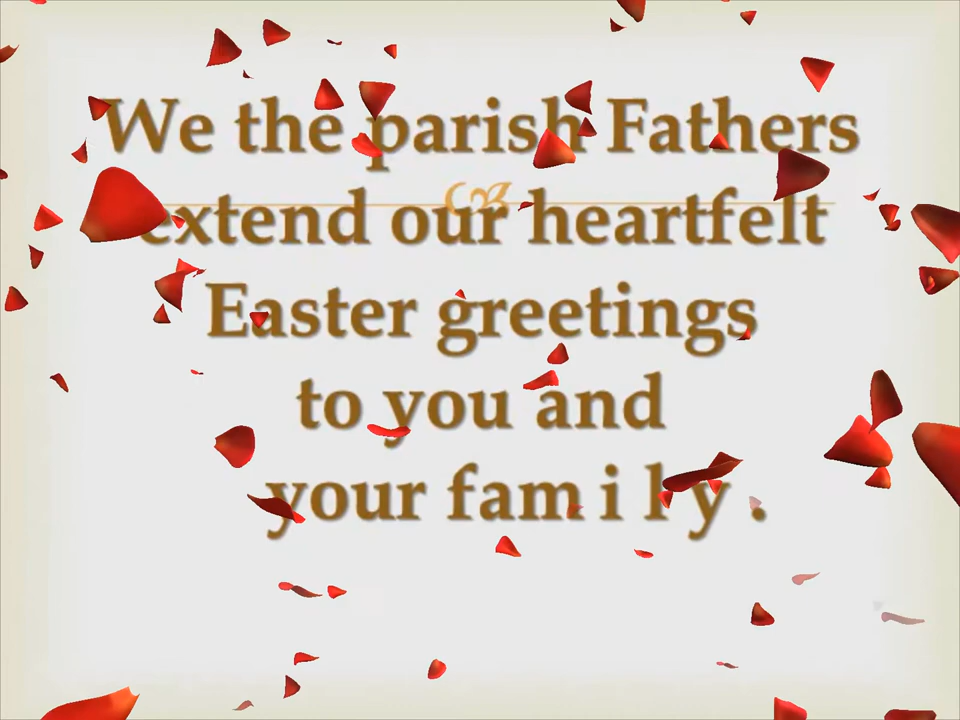 We the parish Fathers
extend our heartfelt
Easter greetings
to you and
your fam i l y .